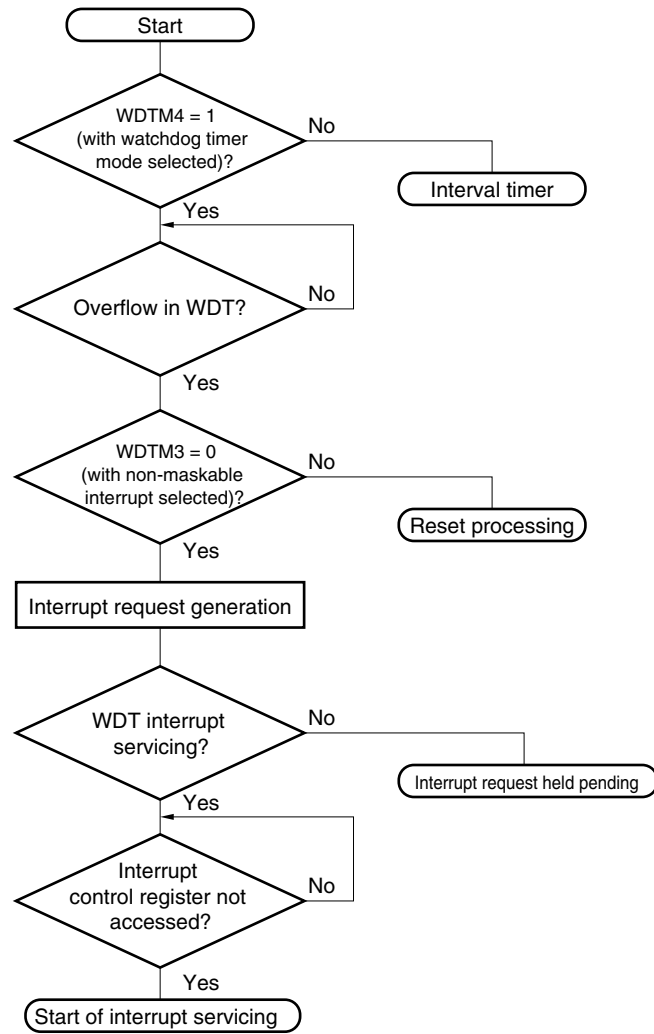 Start
WDTM4 = 1
(with watchdog timer
mode selected)?
No
Interval timer
Yes
Overflow in WDT?
No
Yes
WDTM3 = 0
(with non-maskable
interrupt selected)?
No
Reset processing
Yes
Interrupt request generation
WDT interrupt
servicing?
No
Interrupt request held pending
Yes
Interrupt
control register not
accessed?
No
Yes
Start of interrupt servicing